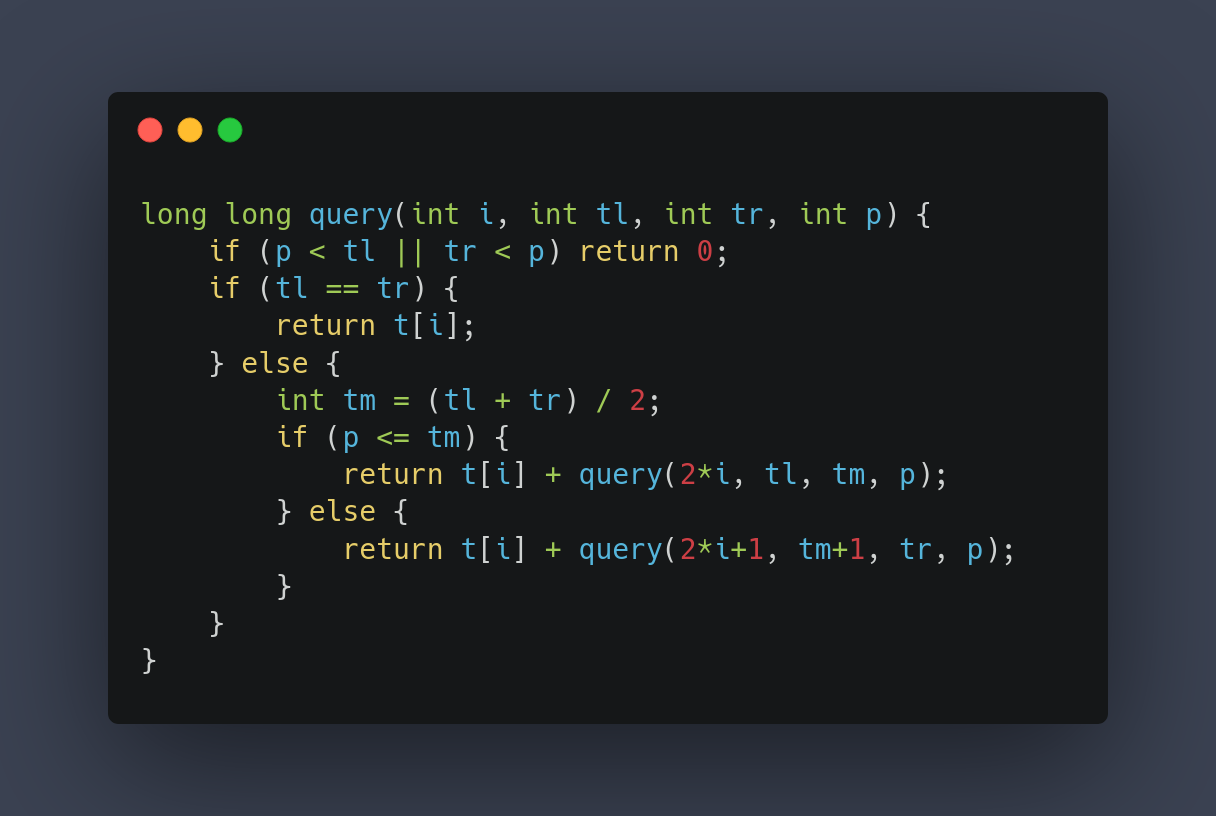 long long query(int i, int tl, int tr, int p) {
    if (p < tl || tr < p) return 0;
    if (tl == tr) {
        return t[i];
    } else {
        int tm = (tl + tr) / 2;
        if (p <= tm) {
            return t[i] + query(2*i, tl, tm, p);
        } else {
            return t[i] + query(2*i+1, tm+1, tr, p);
        }
    }
}